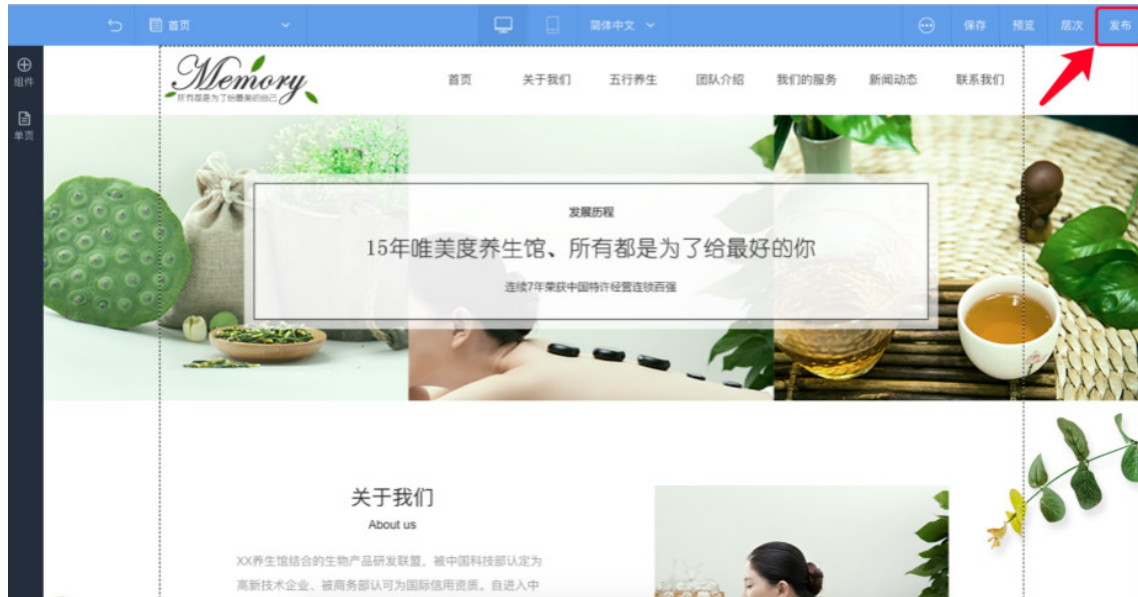 首页
简体中文
保存
预览
层次
发布
组件
单页
Memory
所有都是为了给最美的自己
首页
关于我们
五行养生
团队介绍
我们的服务
新闻动态
联系我们
发展历程
15年唯美度养生馆、所有都是为了给最好的你
连续7年荣获中国特许经营连锁百强
关于我们
About us
XX养生馆结合的生物产品研发联盟，被中国科技部认定为
高新技术企业、被商务部认可为国际信用资质。自进入中